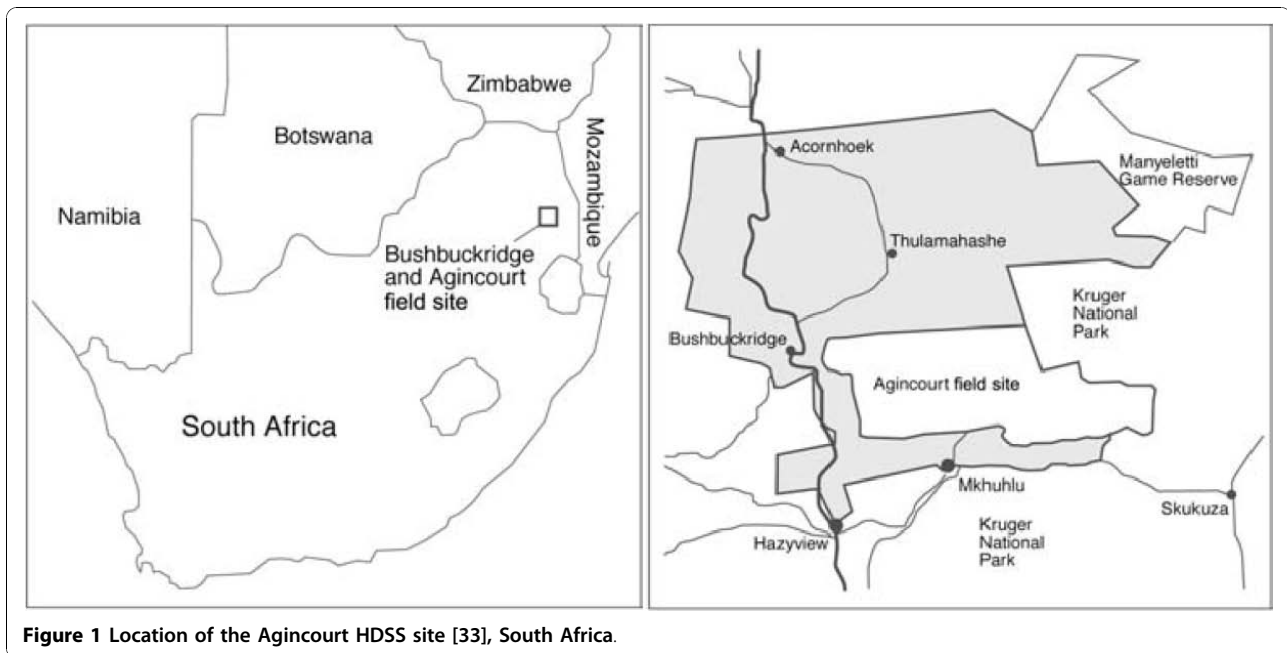 Zimbabwe
Botswana
Mozambique
Namibia
Bushbuckridge
and Agincourt
field site
South Africa
Acornhoek
Manyeletti
Game Reserve
Thulamahashe
Kruger
National
Park
Bushbuckridge
Agincourt field site
Mkhuhlu
Skukuza
Hazyview
Kruger
National
Park
Figure 1 Location of the Agincourt HDSS site [33], South Africa.